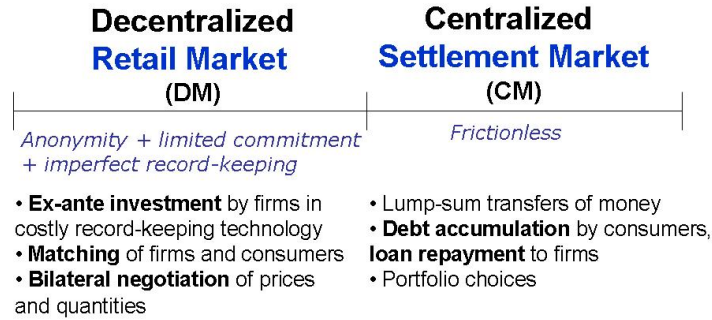 Decentralized
Retail Market
(DM)
Anonymity + limited commitment
+ imperfect record-keeping
• Ex-ante investment by firms in
costly record-keeping technology
• Matching of firms and consumers
• Bilateral negotiation of prices
and quantities
Centralized
Settlement Market
(CM)
Frictionless
• Lump-sum transfers of money
• Debt accumulation by consumers,
loan repayment to firms
• Portfolio choices